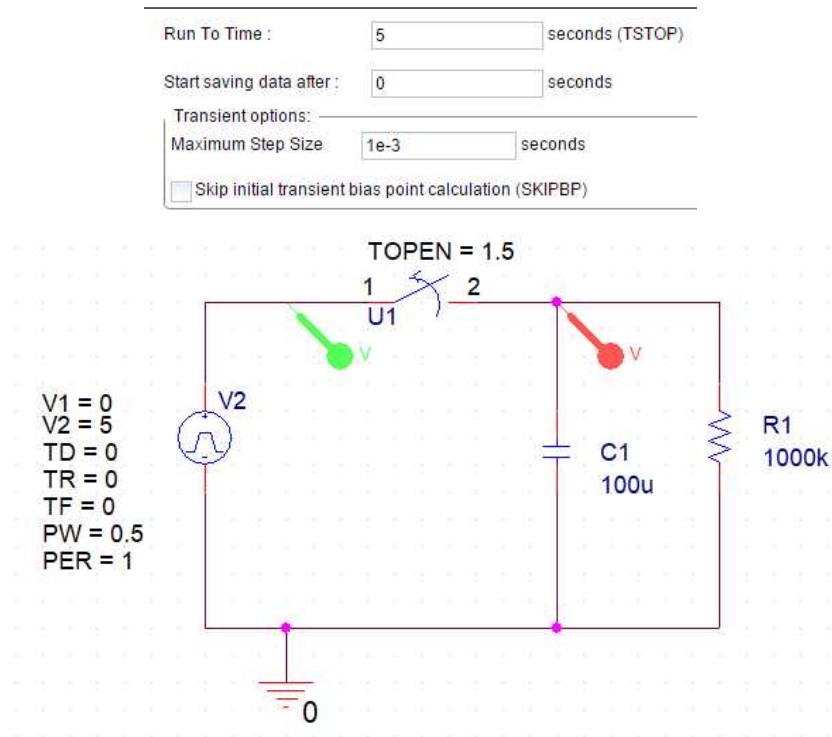 Run To Time : 5 seconds (TSTOP)
Start saving data after : 0 seconds
Transient options:
Maximum Step Size 1e-3 seconds
Skip initial transient bias point calculation (SKIPBP)
TOPEN = 1.5
1 2
U1
V V
V1 = 0
V2 = 5
TD = 0
TR = 0
TF = 0
PW = 0.5
PER = 1
V2
C1
100u
R1
1000k
0